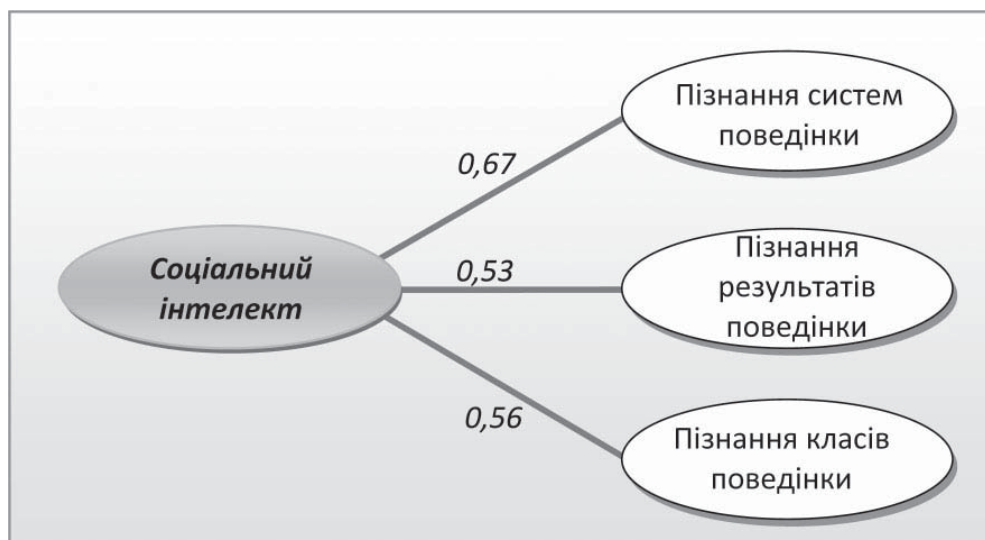 Пізнання систем
поведінки
0,67
Соціальний
інтелект
0,53
Пізнання
результатів
поведінки
0,56
Пізнання класів
поведінки